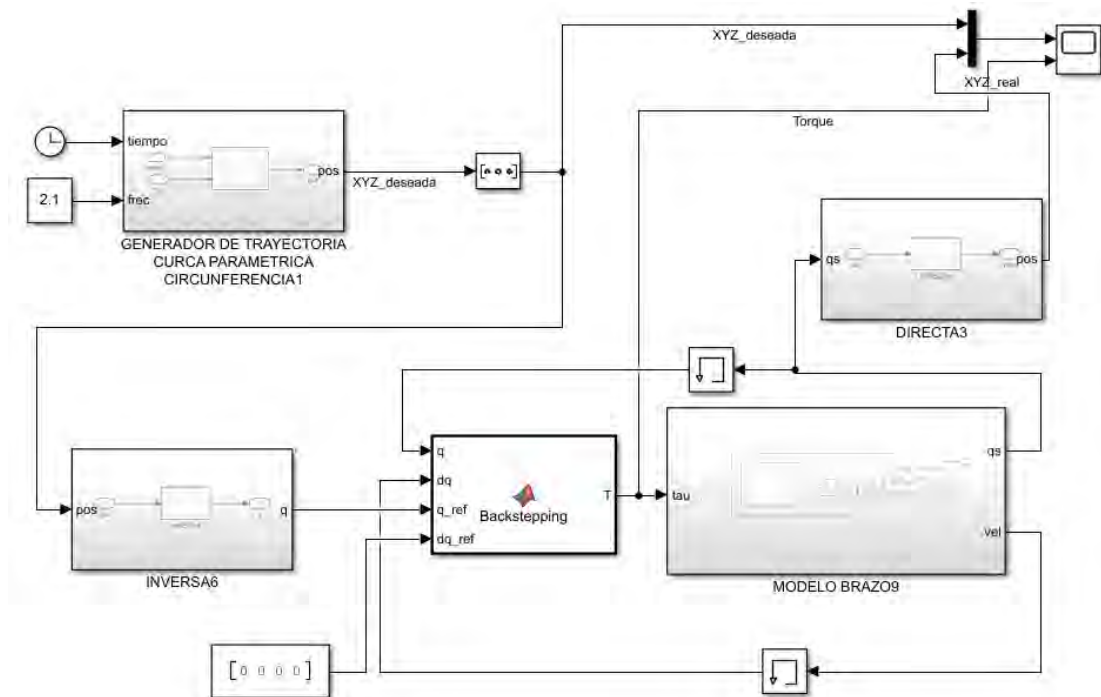 XYZ_deseada
XYZ_real
Torque
tiempo
frec
pos
2.1
XYZ_deseada
GENERADOR DE TRAYECTORIA
CURCA PARAMETRICA
CIRCUNFERENCIA1
qs
pos
DIRECTA3
pos
q
INVERSA6
q
dq
q_ref
dq_ref
T
Backstepping
tau
qs
vel
MODELO BRAZO9
[0 0 0 0]